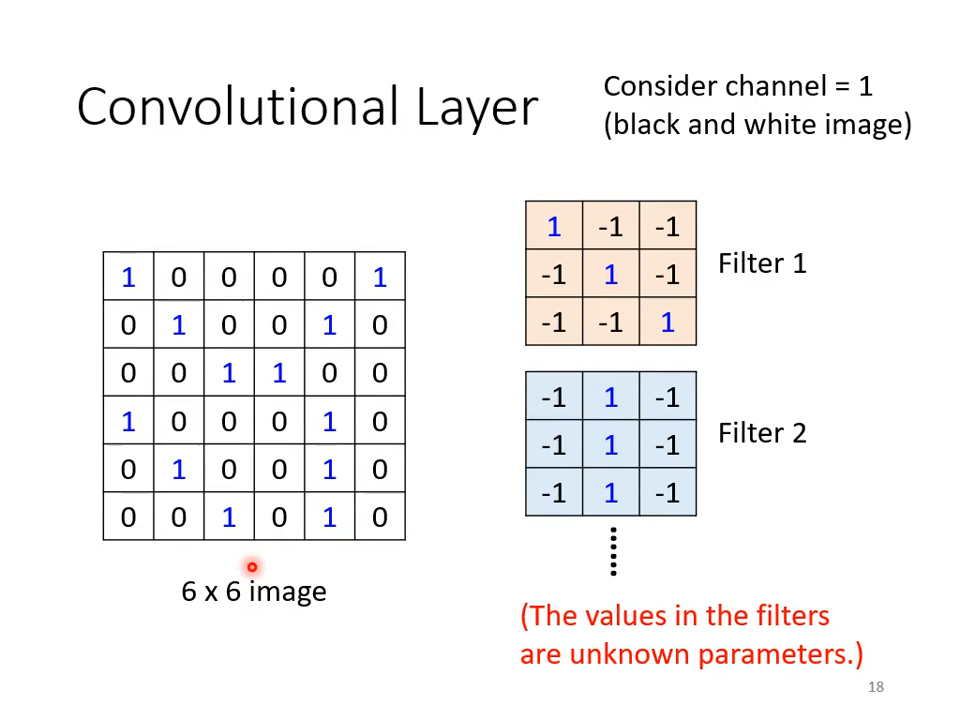 Convolutional Layer
Consider channel = 1
(black and white image)
1 0 0 0 0 1
0 1 0 0 1 0
0 0 1 1 0 0
1 0 0 0 1 0
0 1 0 0 1 0
0 0 1 0 1 0
6 x 6 image
1 -1 -1
-1 1 -1
-1 -1 1
Filter 1
-1 1 -1
-1 1 -1
-1 1 -1
Filter 2
(The values in the filters
are unknown parameters.)
18